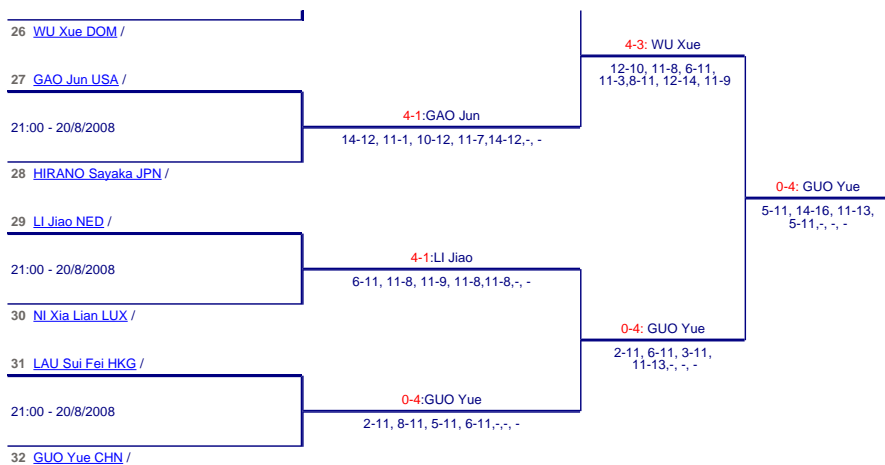 26 WU Xue DOM /
4-3: WU Xue
12-10, 11-8, 6-11,
11-3,8-11, 12-14, 11-9
27 GAO Jun USA /
4-1:GAO Jun
21:00 - 20/8/2008
14-12, 11-1, 10-12, 11-7,14-12,-, -
28 HIRANO Sayaka JPN /
0-4: GUO Yue
5-11, 14-16, 11-13,
5-11,-, -, -
29 LI Jiao NED /
4-1:LI Jiao
21:00 - 20/8/2008
6-11, 11-8, 11-9, 11-8,11-8,-, -
30 NI Xia Lian LUX /
0-4: GUO Yue
2-11, 6-11, 3-11,
11-13,-, -, -
31 LAU Sui Fei HKG /
0-4:GUO Yue
21:00 - 20/8/2008
2-11, 8-11, 5-11, 6-11,-,-, -
32 GUO Yue CHN /